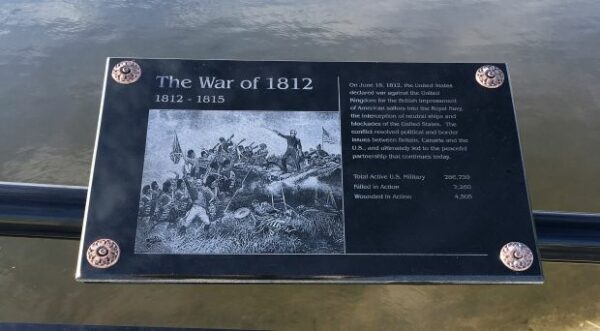 The War of 1812
1812 - 1815
On June 18, 1812, the United States
declared war against the United
Kingdom for the British impressment
of American sailors into the Royal Navy,
the interception of neutral ships and
blockades of the United States. The
conflict resolved political and border
issues between Britain, Canada and the
U.S., and ultimately led to the peaceful
partnership that continues today.
Total Active U.S. Military
Killed in Action 2,260
Wounded in Action 4,505